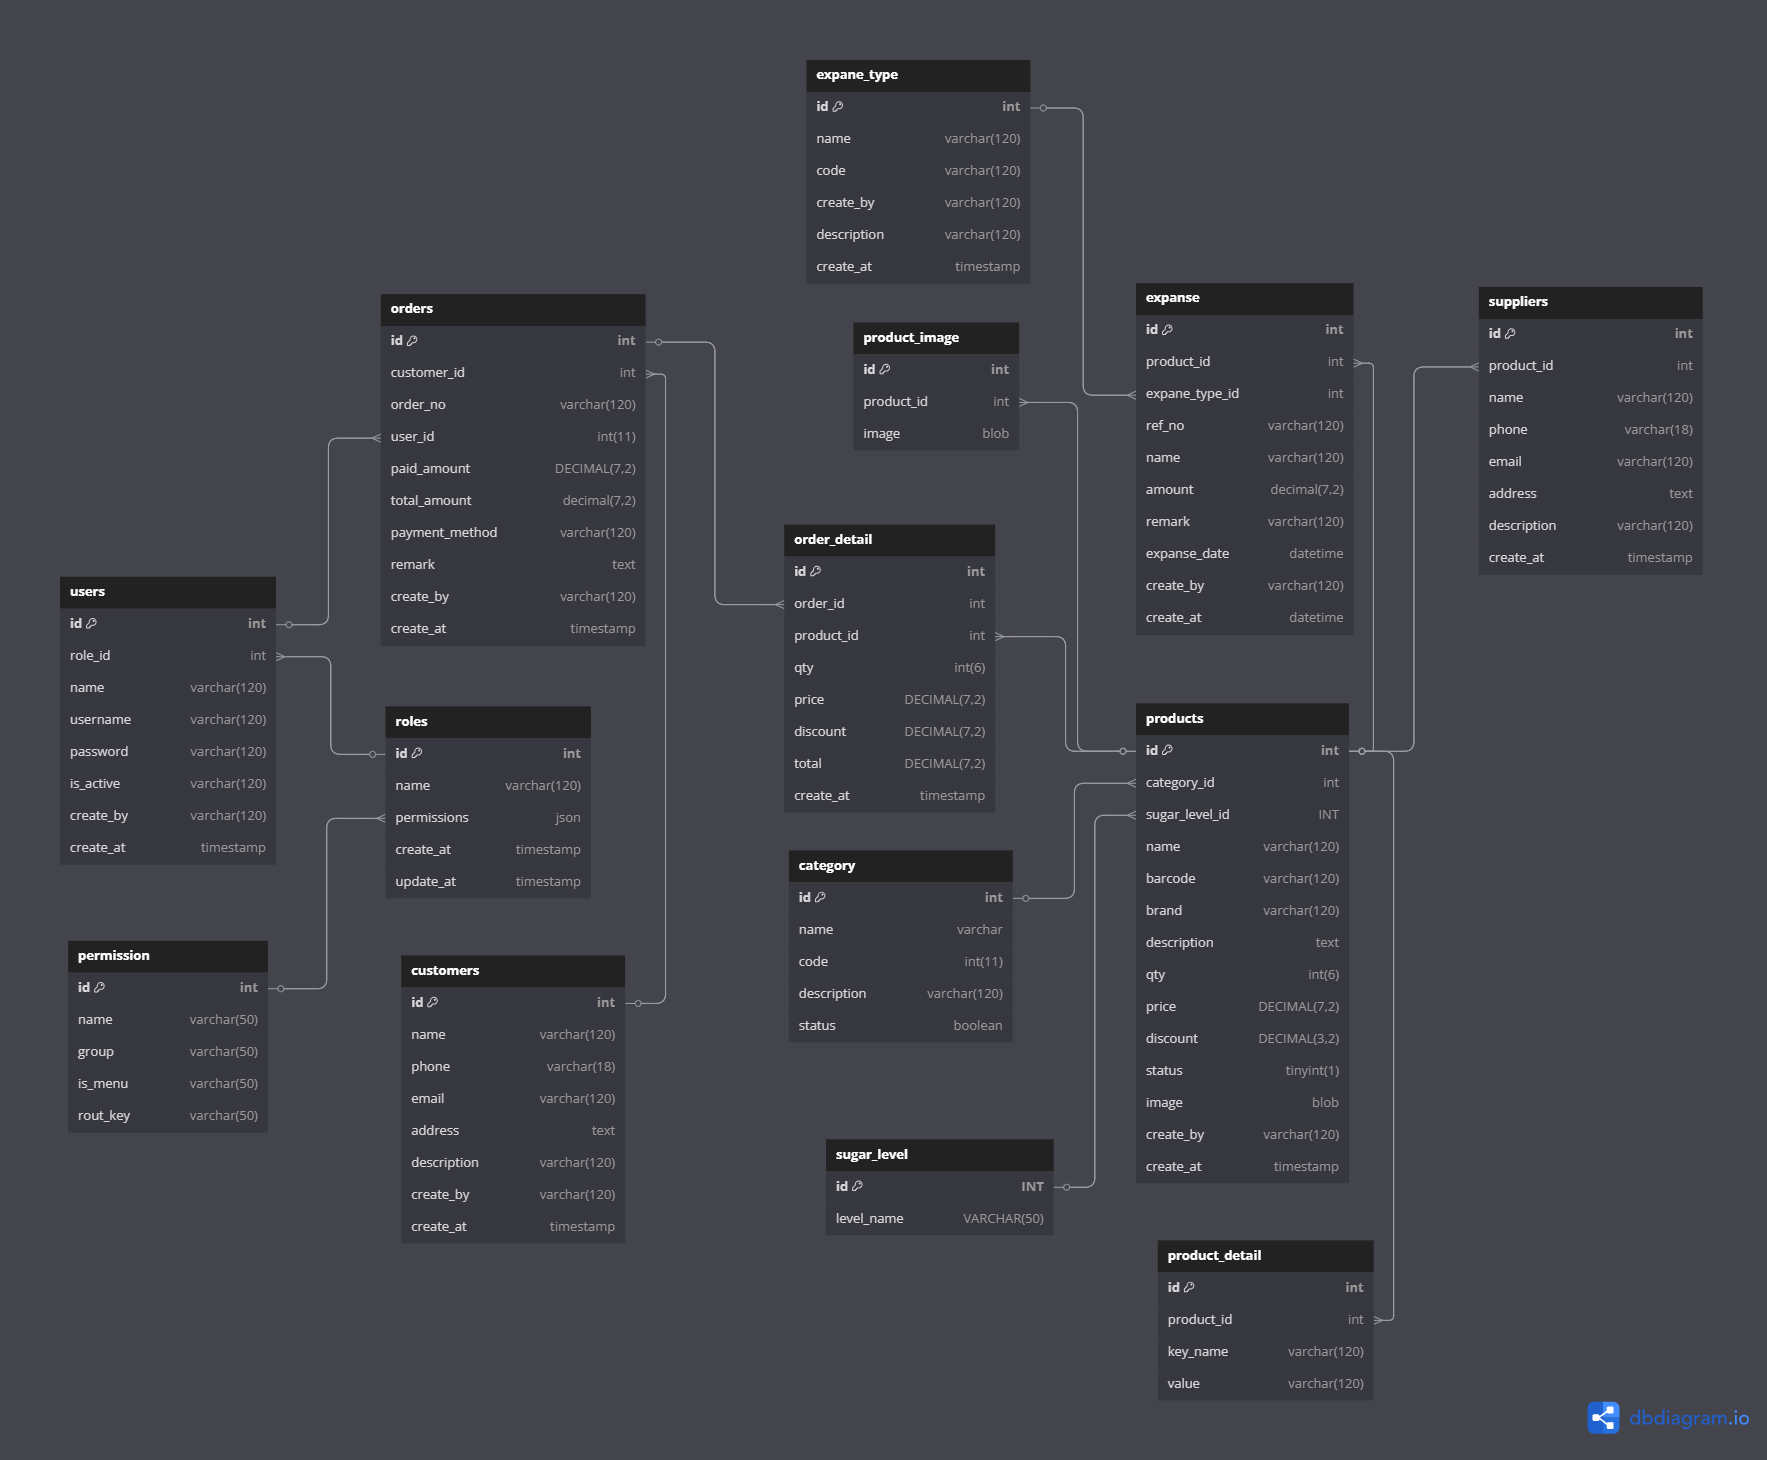 expane_type
id int
name varchar(120)
code varchar(120)
create_by varchar(120)
description varchar(120)
create_at timestamp
orders
id int
customer_id int
order_no varchar(120)
user_id int(11)
paid_amount DECIMAL(7,2)
total_amount decimal(7,2)
payment_method varchar(120)
remark text
create_by varchar(120)
create_at timestamp
product_image
id int
product_id int
image blob
expanse
id int
product_id int
expane_type_id int
ref_no varchar(120)
name varchar(120)
amount decimal(7,2)
remark varchar(120)
expanse_date datetime
create_by varchar(120)
create_at datetime
suppliers
id int
product_id int
name varchar(120)
phone varchar(18)
email varchar(120)
address text
description varchar(120)
create_at timestamp
order_detail
id int
order_id int
product_id int
qty int(6)
price DECIMAL(7,2)
discount DECIMAL(7,2)
total DECIMAL(7,2)
create_at timestamp
users
id int
role_id int
name varchar(120)
username varchar(120)
password varchar(120)
is_active varchar(120)
create_by varchar(120)
create_at timestamp
roles
id int
name varchar(120)
permissions json
create_at timestamp
update_at timestamp
products
id int
category_id int
sugar_level_id INT
name varchar(120)
barcode varchar(120)
brand varchar(120)
description text
qty int(6)
price DECIMAL(7,2)
discount DECIMAL(3,2)
status tinyint(1)
image blob
create_by varchar(120)
create_at timestamp
category
id int
name varchar
code int(11)
description varchar(120)
status boolean
permission
id int
name varchar(50)
group varchar(50)
is_menu varchar(50)
rout_key varchar(50)
customers
id int
name varchar(120)
phone varchar(18)
email varchar(120)
address text
description varchar(120)
create_by varchar(120)
create_at timestamp
sugar_level
id INT
level_name VARCHAR(50)
product_detail
id int
product_id int
key_name varchar(120)
value varchar(120)
dbdiagram.io